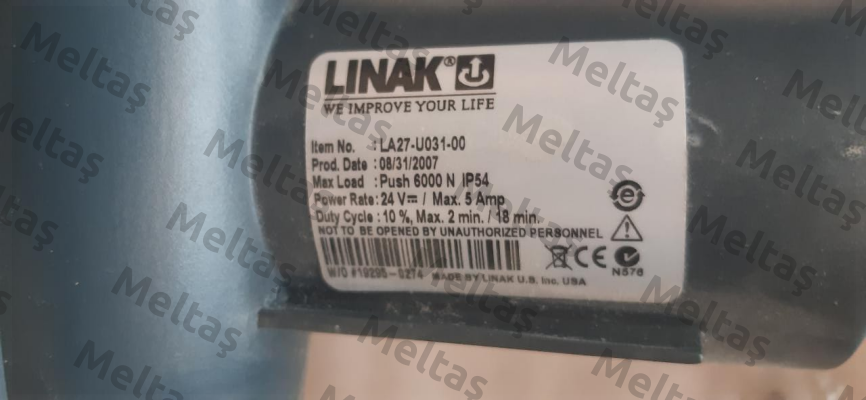 LINAK®
WE IMPROVE YOUR LIFE
Item No. : LA27-U031-00
Prod. Date : 08/31/2007
Max Load : Push 6000 N IP54
Power Rate : 24 V⎓ / Max. 5 Amp
Duty Cycle : 10 %, Max. 2 min. / 18 min.
NOT TO BE OPENED BY UNAUTHORIZED PERSONNEL
W/O #19295-0274 MADE BY LINAK U.S. Inc. USA
CE
N576
Meltaş